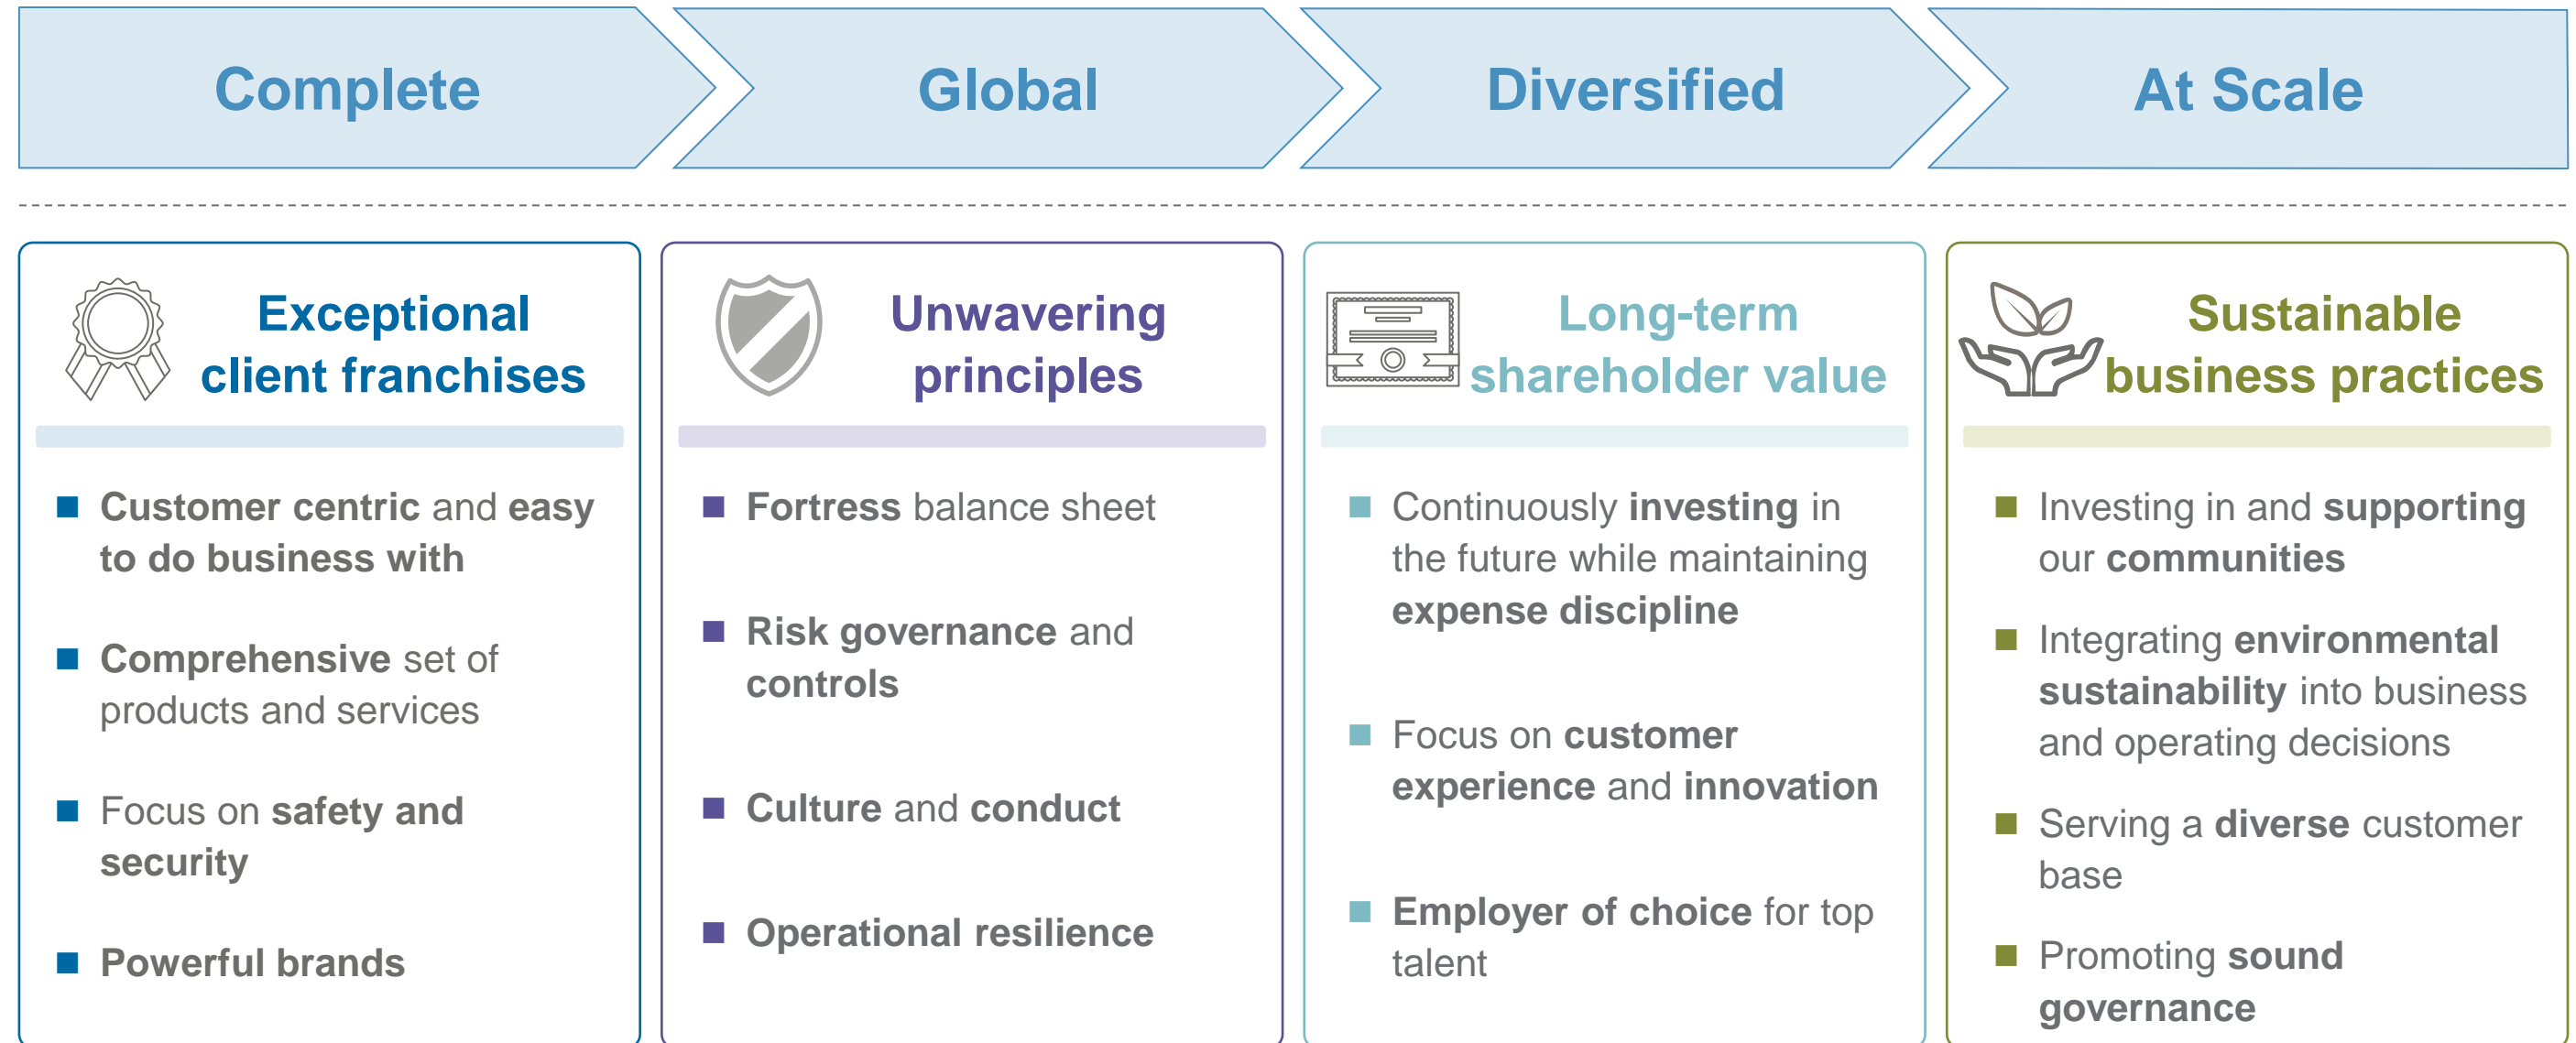 Complete
Global
Diversified
At Scale
Exceptional
client franchises
■ Customer centric and easy
to do business with
■ Comprehensive set of
products and services
■ Focus on safety and
security
■ Powerful brands
Unwavering
principles
■ Fortress balance sheet
■ Risk governance and
controls
■ Culture and conduct
■ Operational resilience
Long-term
shareholder value
■ Continuously investing in
the future while maintaining
expense discipline
■ Focus on customer
experience and innovation
■ Employer of choice for top
talent
Sustainable
business practices
■ Investing in and supporting
our communities
■ Integrating environmental
sustainability into business
and operating decisions
■ Serving a diverse customer
base
■ Promoting sound
governance